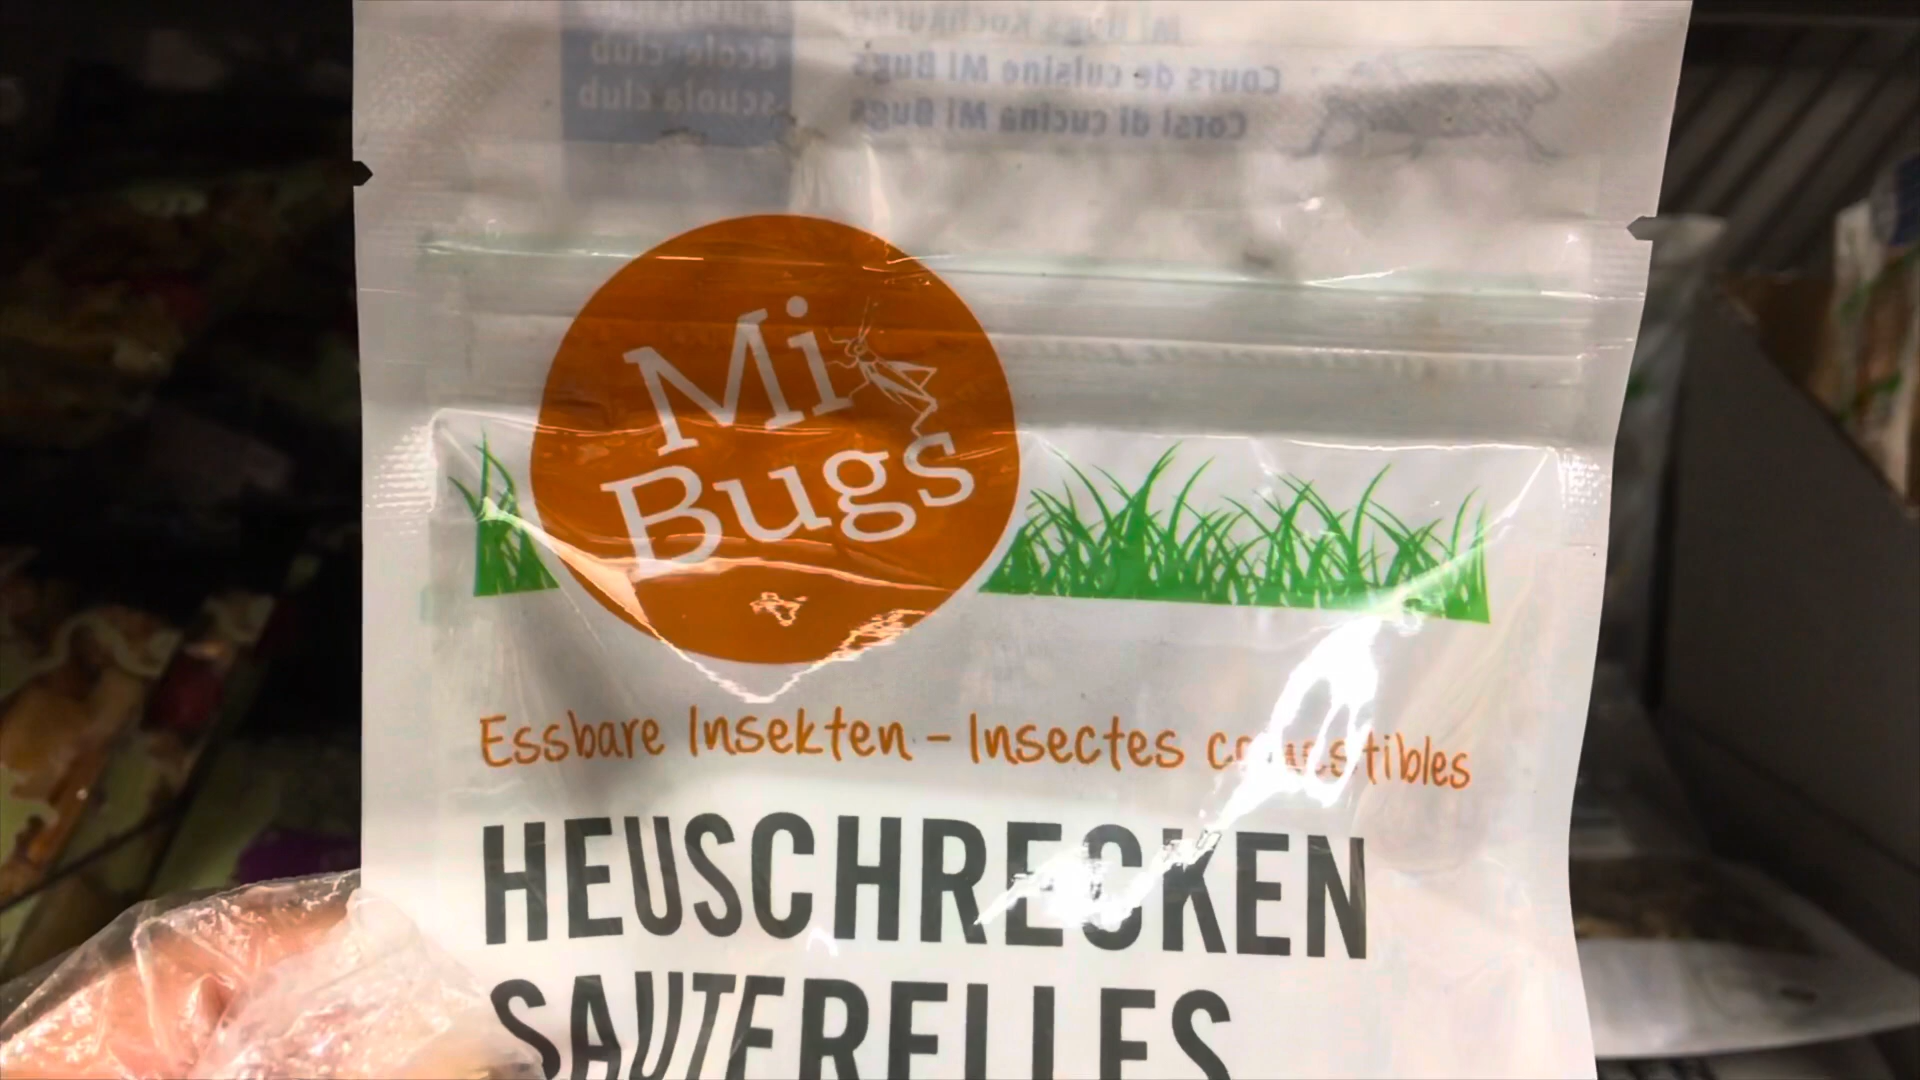 école-club
scuola club
Mi Bugs Kochkurse
Cours de cuisine Mi Bugs
Corsi di cucina Mi Bugs
Mi
Bugs
Essbare Insekten - Insectes comestibles
HEUSCHRECKEN
SAUTERELLES